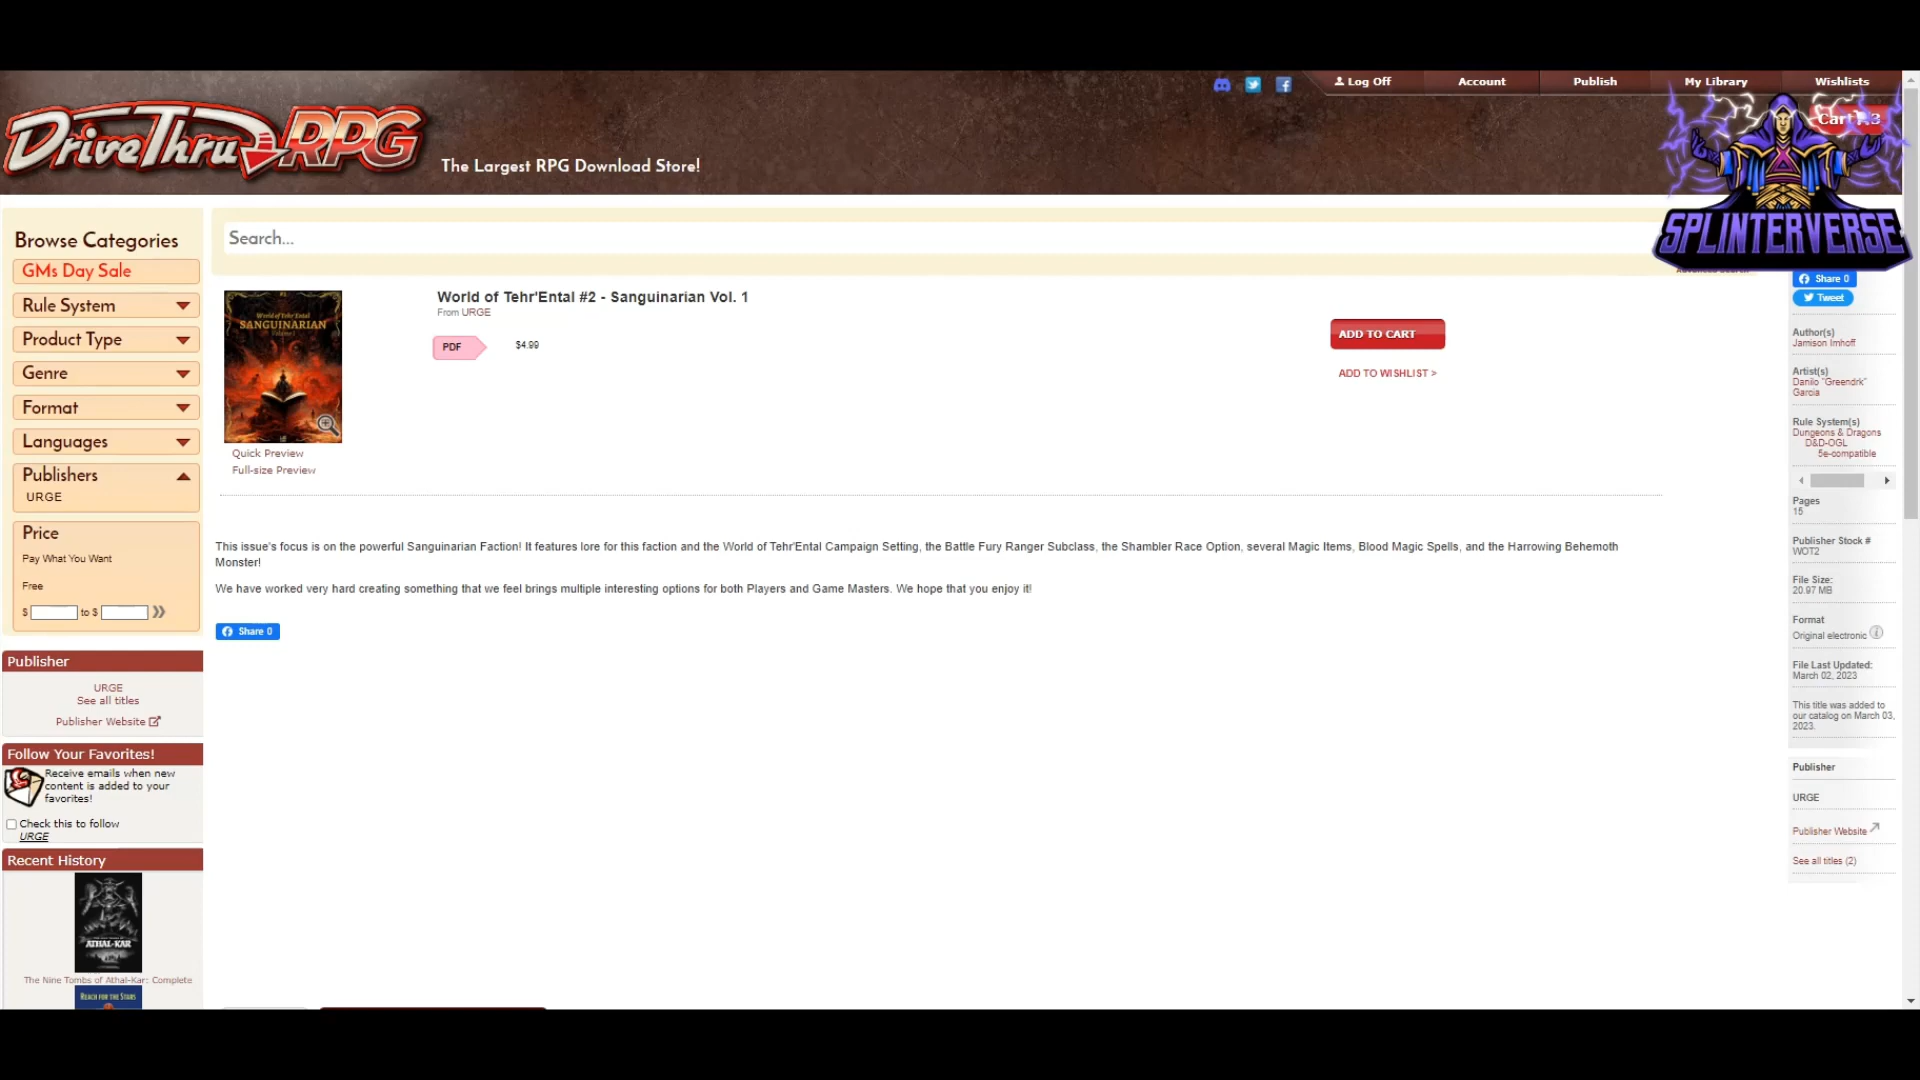 Log Off
Account
Publish
My Library
Wishlists
DriveThruRPG
The Largest RPG Download Store!
Cart
SPLINTERVERSE
Browse Categories
GMs Day Sale
Rule System
Product Type
Genre
Format
Languages
Publishers
URGE
Price
Pay What You Want
Free
$ to $
Publisher
URGE
See all titles
Publisher Website
Follow Your Favorites!
Receive emails when new
content is added to your
favorites!
Check this to follow
URGE
Recent History
ATHAL-KAR
The Nine Tombs of Athal-Kar: Complete
REACH FOR THE STARS
Search...
World of Tehr'Ental
SANGUINARIAN
Quick Preview
Full-size Preview
World of Tehr'Ental #2 - Sanguinarian Vol. 1
From URGE
PDF
$4.99
ADD TO CART
ADD TO WISHLIST >
This issue's focus is on the powerful Sanguinarian Faction! It features lore for this faction and the World of Tehr'Ental Campaign Setting, the Battle Fury Ranger Subclass, the Shambler Race Option, several Magic Items, Blood Magic Spells, and the Harrowing Behemoth
Monster!
We have worked very hard creating something that we feel brings multiple interesting options for both Players and Game Masters. We hope that you enjoy it!
Share 0
Share 0
Tweet
Author(s)
Jamison Imhoff
Artist(s)
Danilo "Greendrk"
Garcia
Rule System(s)
Dungeons & Dragons
D&D-OGL
5e-compatible
Pages
15
Publisher Stock #
WOT2
File Size:
20.97 MB
Format
Original electronic
File Last Updated:
March 02, 2023
This title was added to
our catalog on March 03,
2023.
Publisher
URGE
Publisher Website
See all titles (2)